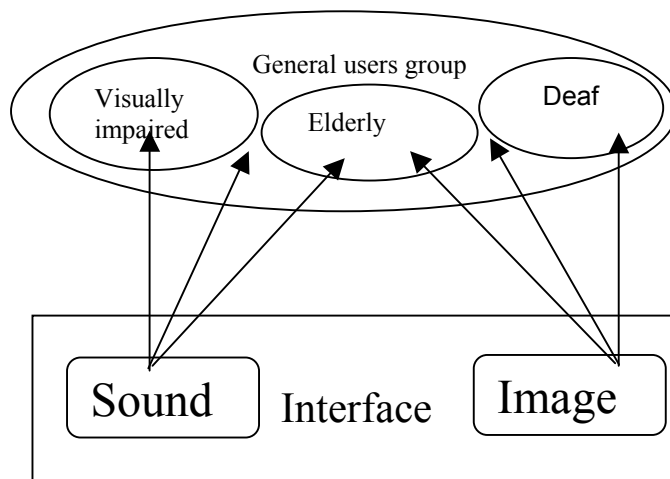 General users group
Visually
impaired
Elderly
Deaf
Sound
Interface
Image